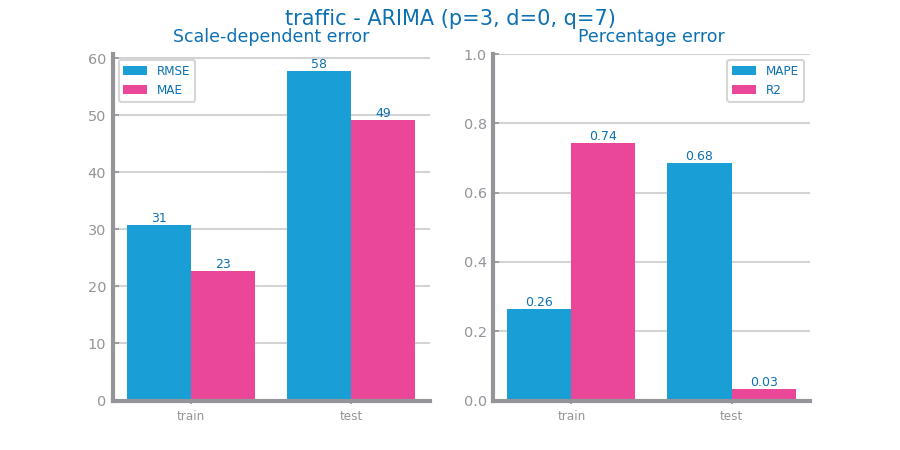 traffic - ARIMA (p=3, d=0, q=7)
Scale-dependent error
60
50
40
30
20
10
0
RMSE
MAE
31
23
58
49
train
test
Percentage error
1.0
0.8
0.6
0.4
0.2
0.0
MAPE
R2
0.26
0.74
0.68
0.03
train
test